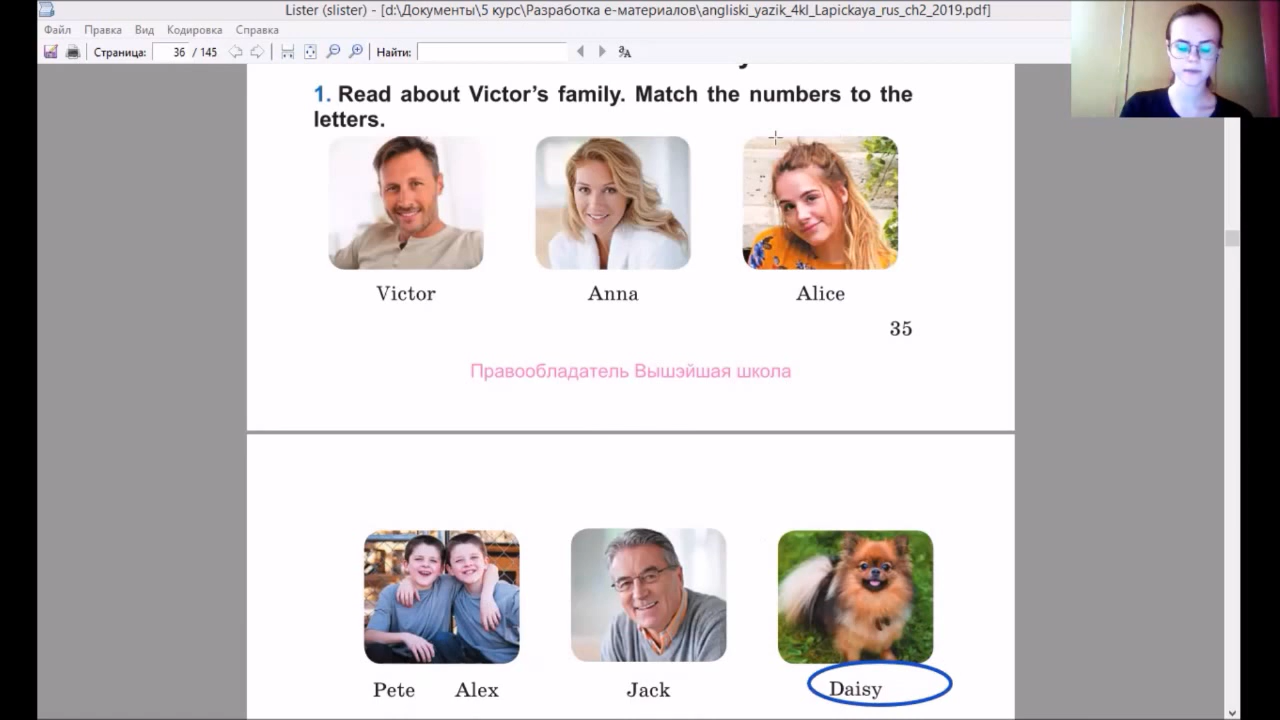 Lister (slister) - [d:\Документы\5 курс\Разработка е-материалов\angliski_yazik_4kl_Lapickaya_rus_ch2_2019.pdf]
Файл Правка Вид Кодировка Справка
Страница: 36 / 145 Найти:
1. Read about Victor's family. Match the numbers to the
letters.
Victor Anna Alice
35
Правообладатель Вышэйшая школа
Pete Alex Jack Daisy